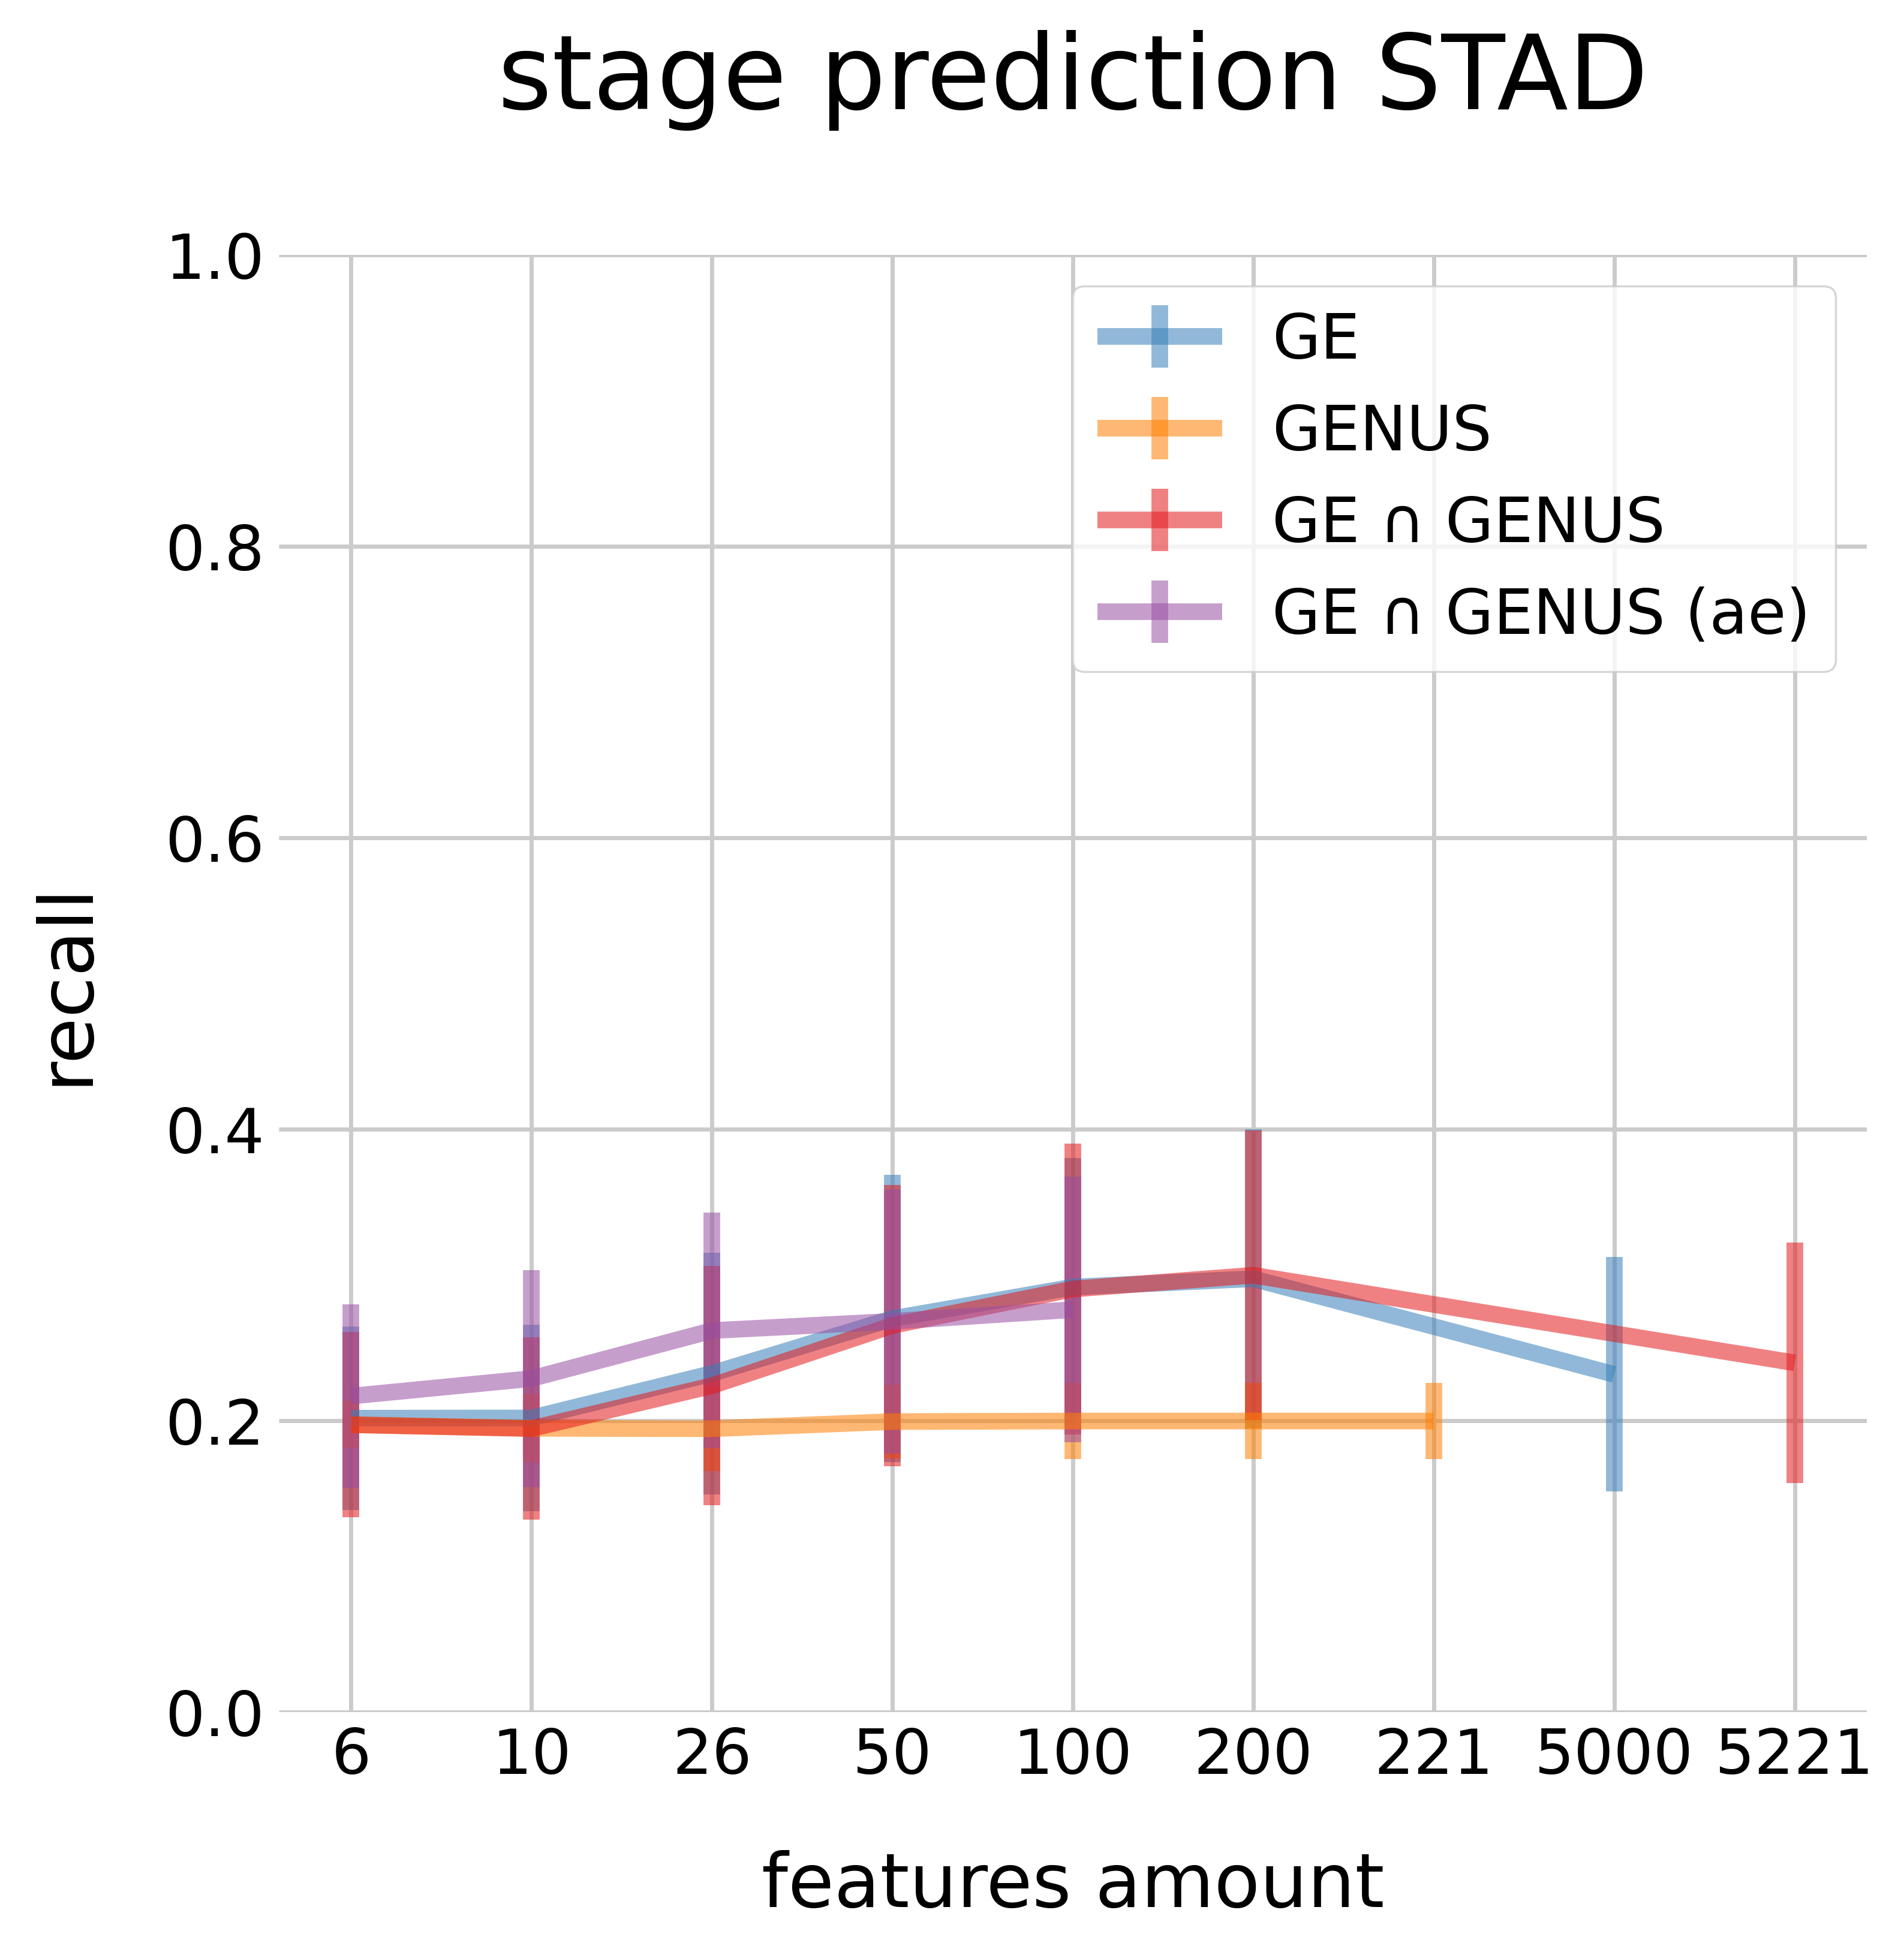 stage prediction STAD
1.0
0.8
0.6
0.4
0.2
0.0
recall
GE
GENUS
GE ∩ GENUS
GE ∩ GENUS (ae)
6 10 26 50 100 200 221 5000 5221
features amount